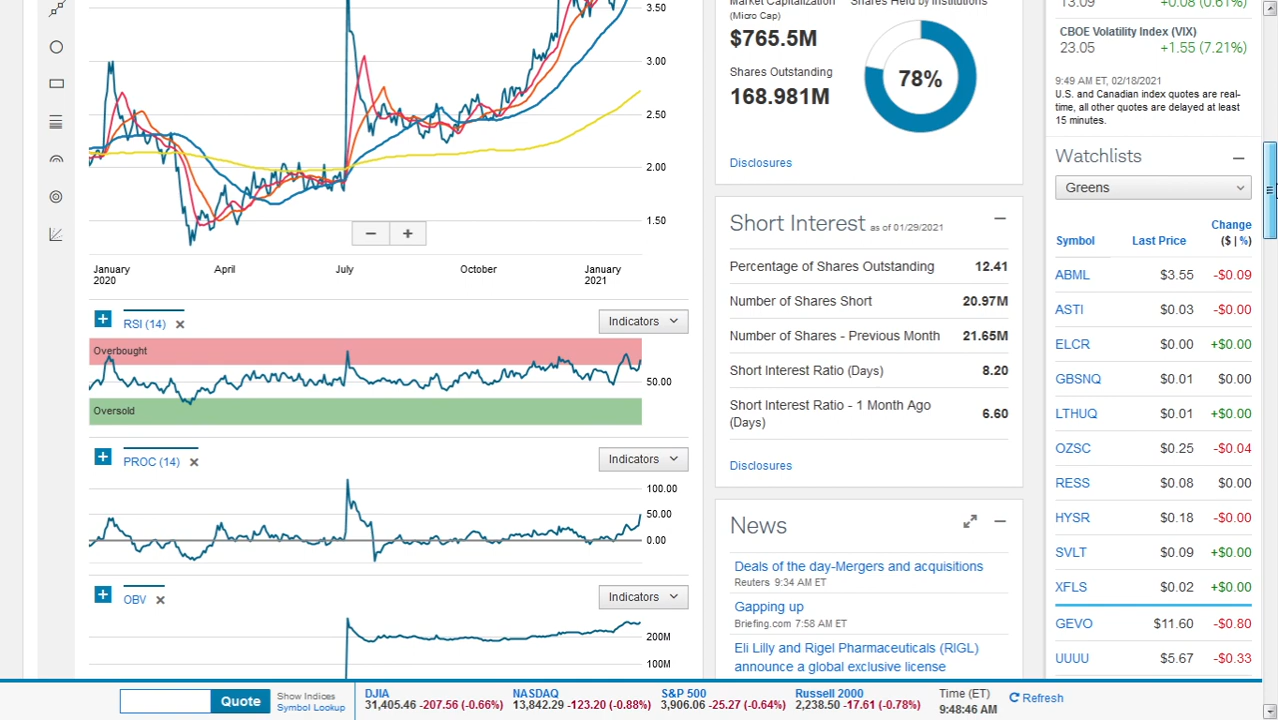 3.50
3.00
2.50
2.00
1.50
January
2020
April
July
October
January
2021
RSI (14)
Indicators
Overbought
50.00
Oversold
PROC (14)
Indicators
100.00
50.00
0.00
OBV
Indicators
200M
100M
Market Capitalization
(Micro Cap)
$765.5M
Shares Outstanding
168.981M
Shares Held by Institutions
78%
Disclosures
Short Interest as of 01/29/2021
Percentage of Shares Outstanding 12.41
Number of Shares Short 20.97M
Number of Shares - Previous Month 21.65M
Short Interest Ratio (Days) 8.20
Short Interest Ratio - 1 Month Ago
(Days) 6.60
Disclosures
News
Deals of the day-Mergers and acquisitions
Reuters 9:34 AM ET
Gapping up
Briefing.com 7:58 AM ET
Eli Lilly and Rigel Pharmaceuticals (RIGL)
announce a global exclusive license
13.09 +0.08 (0.61%)
CBOE Volatility Index (VIX)
23.05 +1.55 (7.21%)
9:49 AM ET, 02/18/2021
U.S. and Canadian index quotes are real-
time, all other quotes are delayed at least
15 minutes.
Watchlists
Greens
Symbol Last Price Change
($ | %)
ABML $3.55 -$0.09
ASTI $0.03 -$0.00
ELCR $0.00 +$0.00
GBSNQ $0.01 $0.00
LTHUQ $0.01 +$0.00
OZSC $0.25 -$0.04
RESS $0.08 $0.00
HYSR $0.18 -$0.00
SVLT $0.09 +$0.00
XFLS $0.02 +$0.00
GEVO $11.60 -$0.80
UUUU $5.67 -$0.33
Quote
Show Indices
Symbol Lookup
DJIA
31,405.46 -207.56 (-0.66%)
NASDAQ
13,842.29 -123.20 (-0.88%)
S&P 500
3,906.06 -25.27 (-0.64%)
Russell 2000
2,238.50 -17.61 (-0.78%)
Time (ET)
9:48:46 AM
Refresh